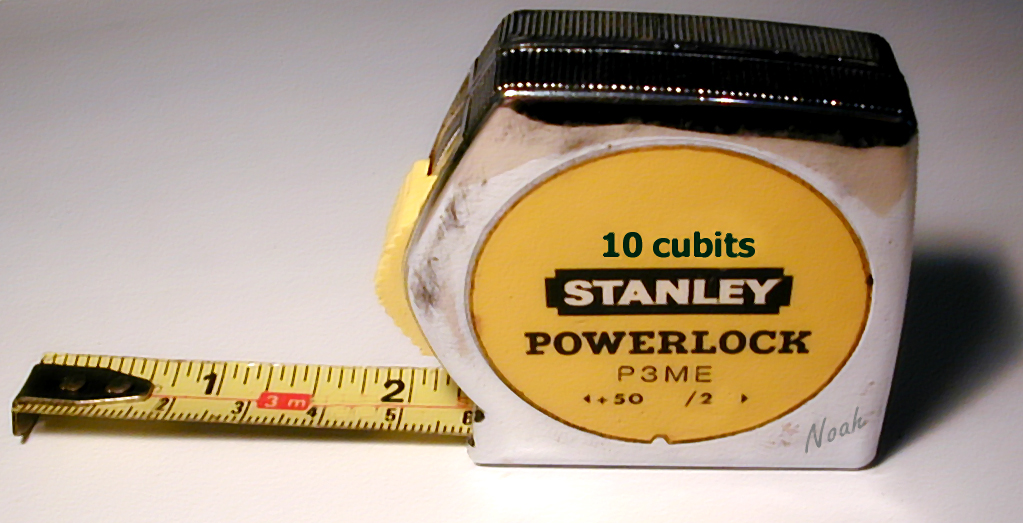 10 cubits
STANLEY
POWERLOCK
P3ME
+50 /2
Noah
1 2
3 m
2 3 4 5 6